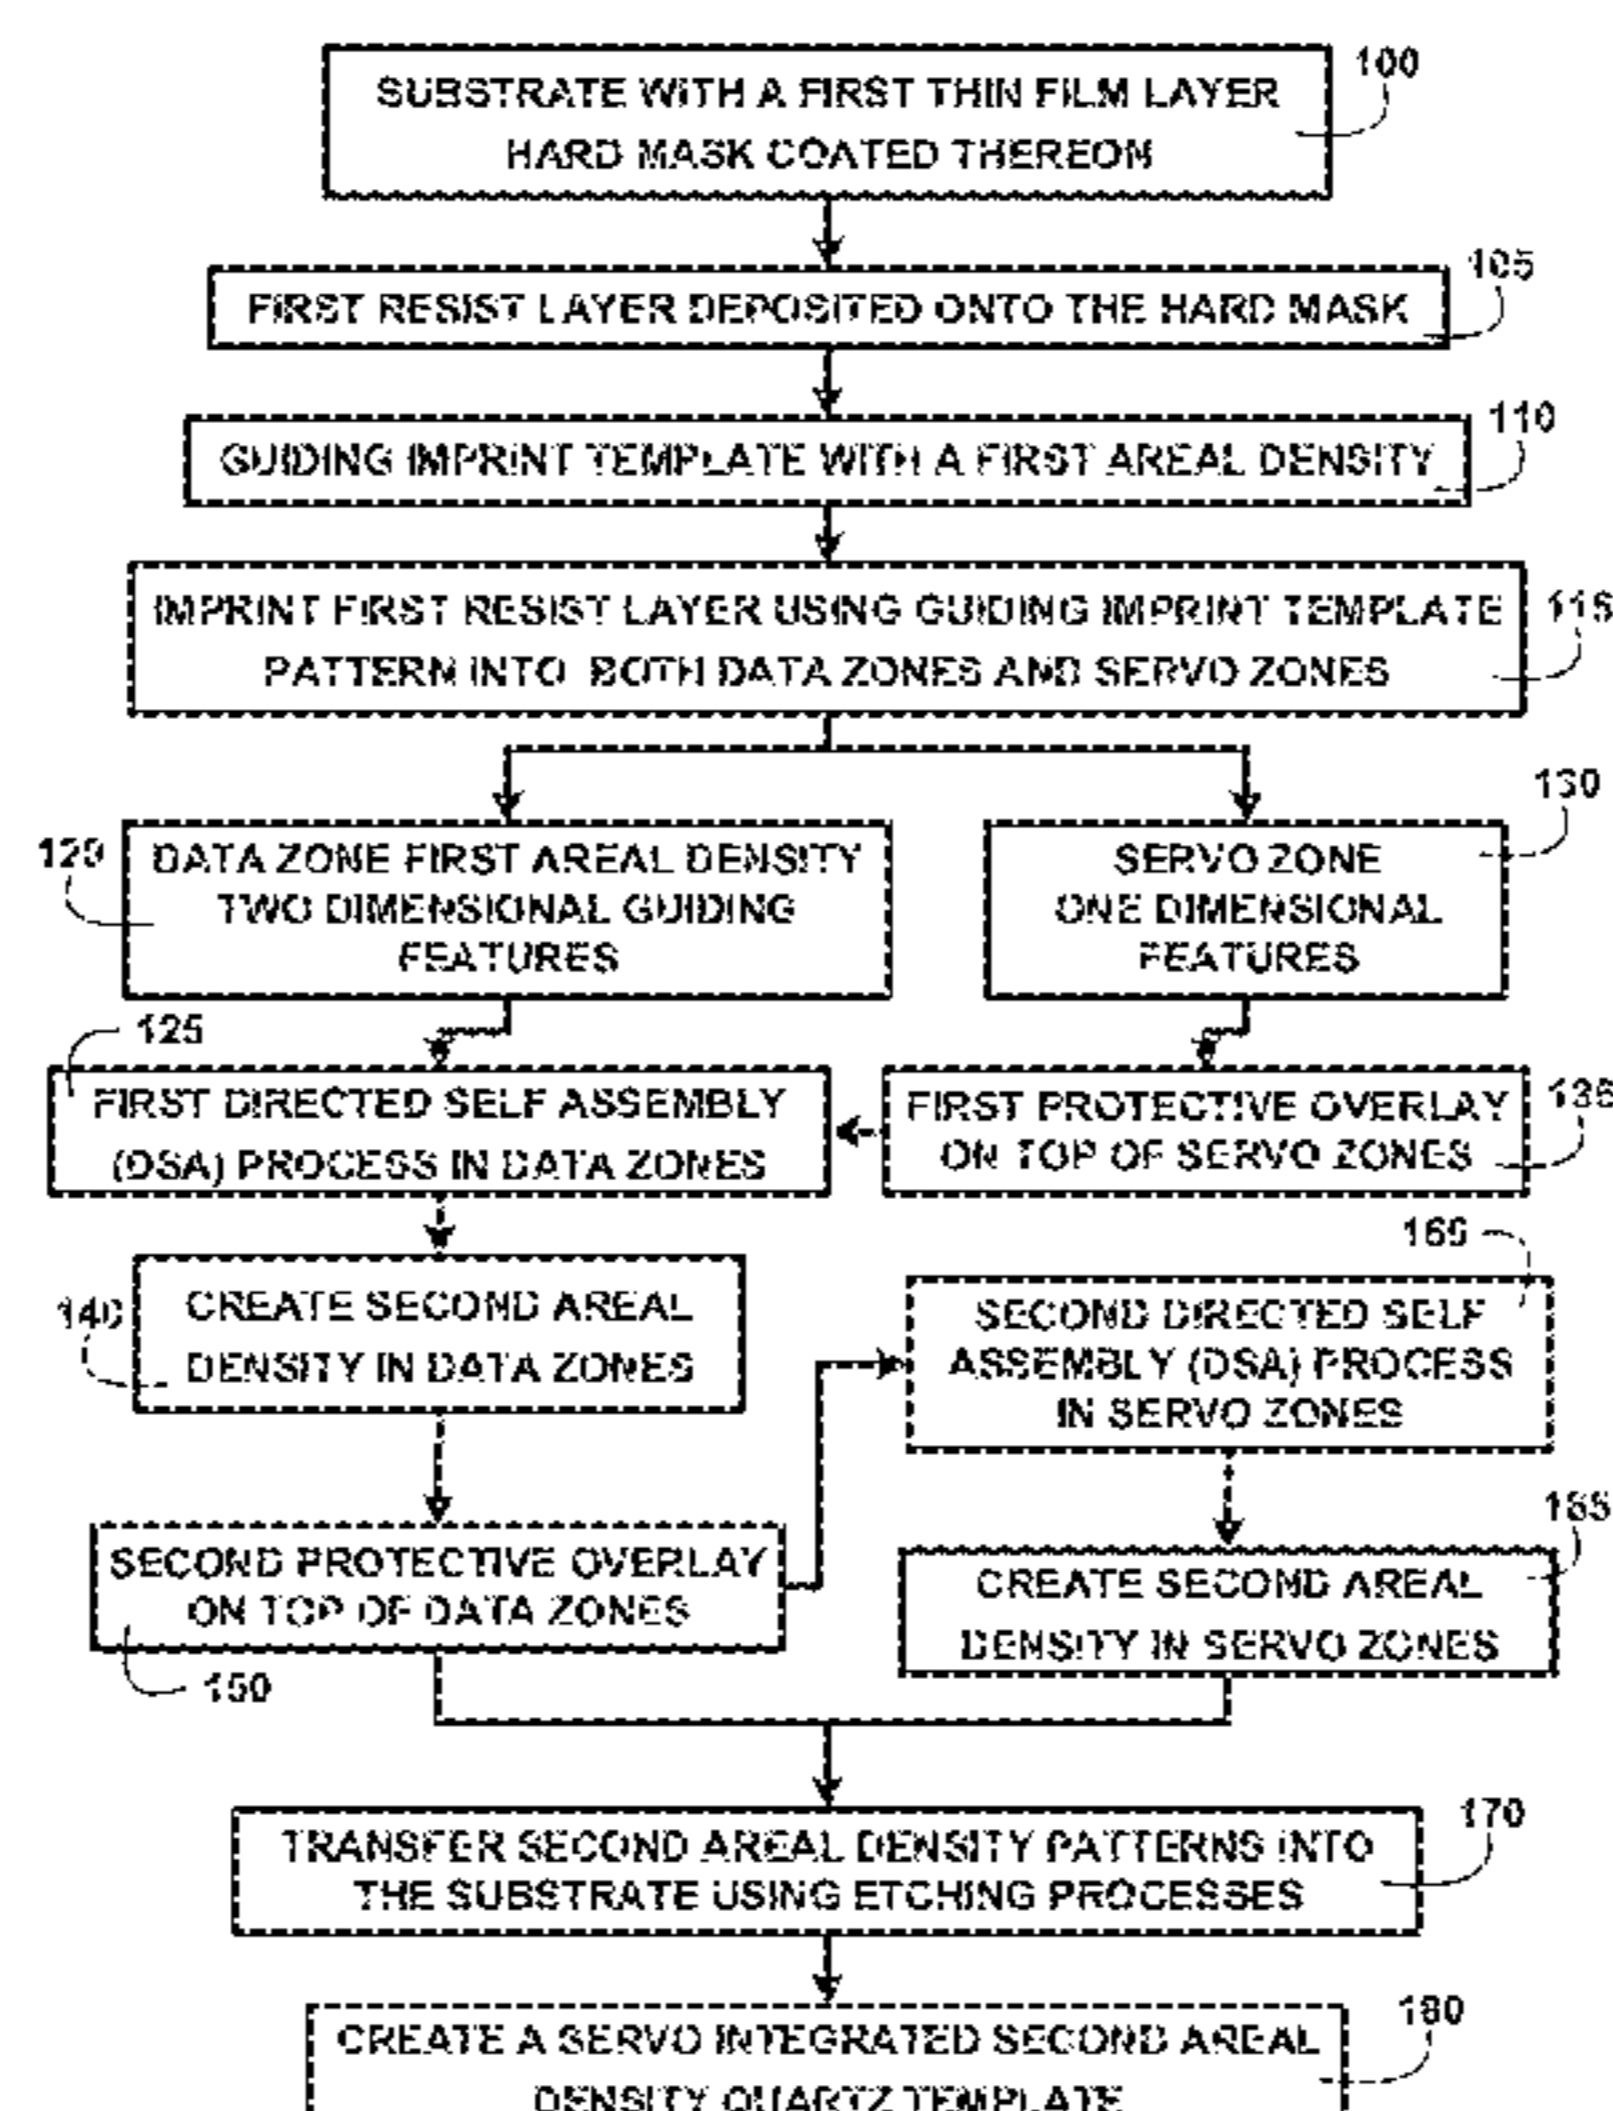 100
SUBSTRATE WITH A FIRST THIN FILM LAYER
HARD MASK COATED THEREON
105
FIRST RESIST LAYER DEPOSITED ONTO THE HARD MASK
110
GUIDING IMPRINT TEMPLATE WITH A FIRST AREAL DENSITY
115
IMPRINT FIRST RESIST LAYER USING GUIDING IMPRINT TEMPLATE
PATTERN INTO BOTH DATA ZONES AND SERVO ZONES
120
DATA ZONE FIRST AREAL DENSITY
TWO DIMENSIONAL GUIDING
FEATURES
130
SERVO ZONE
ONE DIMENSIONAL
FEATURES
125
FIRST DIRECTED SELF ASSEMBLY
(DSA) PROCESS IN DATA ZONES
135
FIRST PROTECTIVE OVERLAY
ON TOP OF SERVO ZONES
140
CREATE SECOND AREAL
DENSITY IN DATA ZONES
SECOND DIRECTED SELF
ASSEMBLY (DSA) PROCESS
IN SERVO ZONES
SECOND PROTECTIVE OVERLAY
ON TOP OF DATA ZONES
150
165
CREATE SECOND AREAL
DENSITY IN SERVO ZONES
170
TRANSFER SECOND AREAL DENSITY PATTERNS INTO
THE SUBSTRATE USING ETCHING PROCESSES
180
CREATE A SERVO INTEGRATED SECOND AREAL
DENSITY QUARTZ TEMPLATE